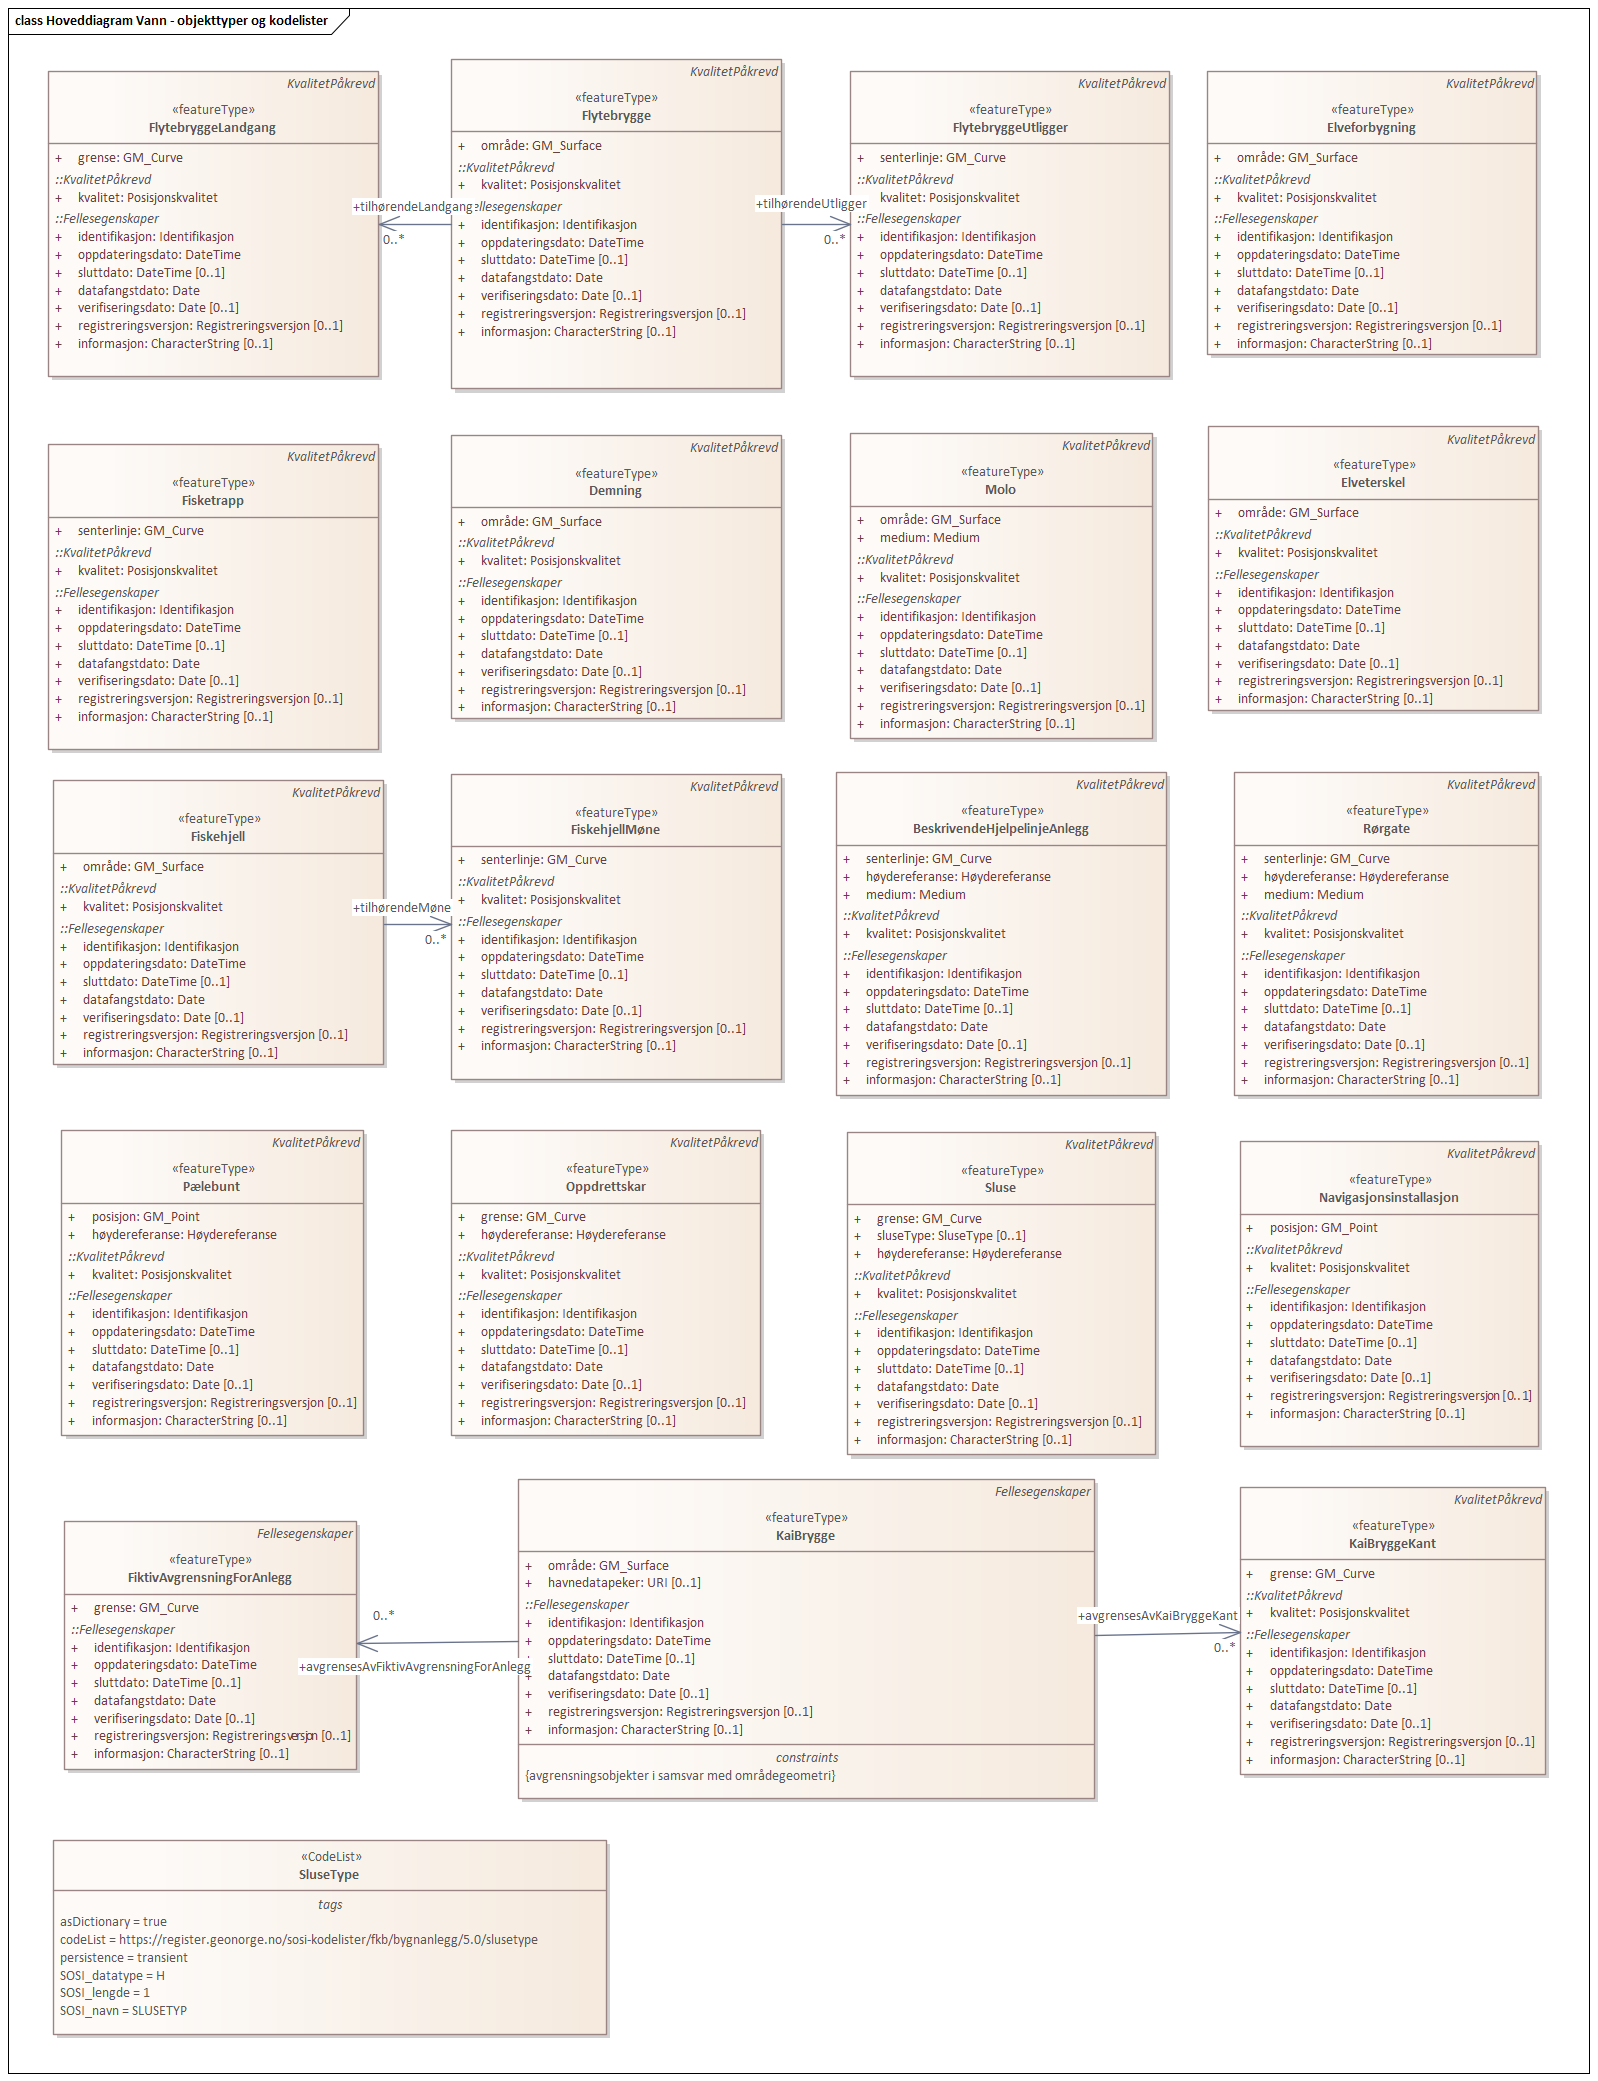 class Hoveddiagram Vann - objekttyper og kodelister
KvalitetPåkrevd
«featureType»
FlytebryggeLandgang
+ grense: GM_Curve
::KvalitetPåkrevd
+ kvalitet: Posisjonskvalitet
::Fellesegenskaper
+ identifikasjon: Identifikasjon
+ oppdateringsdato: DateTime
+ sluttdato: DateTime [0..1]
+ datafangstdato: Date
+ verifiseringsdato: Date [0..1]
+ registreringsversjon: Registreringsversjon [0..1]
+ informasjon: CharacterString [0..1]
+tilhørendeLandgang
0..*
KvalitetPåkrevd
«featureType»
Flytebrygge
+ område: GM_Surface
::KvalitetPåkrevd
+ kvalitet: Posisjonskvalitet
ellesegenskaper
+ identifikasjon: Identifikasjon
+ oppdateringsdato: DateTime
+ sluttdato: DateTime [0..1]
+ datafangstdato: Date
+ verifiseringsdato: Date [0..1]
+ registreringsversjon: Registreringsversjon [0..1]
+ informasjon: CharacterString [0..1]
+tilhørendeUtligger
0..*
KvalitetPåkrevd
«featureType»
FlytebryggeUtligger
+ senterlinje: GM_Curve
::KvalitetPåkrevd
+ kvalitet: Posisjonskvalitet
::Fellesegenskaper
+ identifikasjon: Identifikasjon
+ oppdateringsdato: DateTime
+ sluttdato: DateTime [0..1]
+ datafangstdato: Date
+ verifiseringsdato: Date [0..1]
+ registreringsversjon: Registreringsversjon [0..1]
+ informasjon: CharacterString [0..1]
KvalitetPåkrevd
«featureType»
Elveforbygning
+ område: GM_Surface
::KvalitetPåkrevd
+ kvalitet: Posisjonskvalitet
::Fellesegenskaper
+ identifikasjon: Identifikasjon
+ oppdateringsdato: DateTime
+ sluttdato: DateTime [0..1]
+ datafangstdato: Date
+ verifiseringsdato: Date [0..1]
+ registreringsversjon: Registreringsversjon [0..1]
+ informasjon: CharacterString [0..1]
KvalitetPåkrevd
«featureType»
Fisketrapp
+ senterlinje: GM_Curve
::KvalitetPåkrevd
+ kvalitet: Posisjonskvalitet
::Fellesegenskaper
+ identifikasjon: Identifikasjon
+ oppdateringsdato: DateTime
+ sluttdato: DateTime [0..1]
+ datafangstdato: Date
+ verifiseringsdato: Date [0..1]
+ registreringsversjon: Registreringsversjon [0..1]
+ informasjon: CharacterString [0..1]
KvalitetPåkrevd
«featureType»
Demning
+ område: GM_Surface
::KvalitetPåkrevd
+ kvalitet: Posisjonskvalitet
::Fellesegenskaper
+ identifikasjon: Identifikasjon
+ oppdateringsdato: DateTime
+ sluttdato: DateTime [0..1]
+ datafangstdato: Date
+ verifiseringsdato: Date [0..1]
+ registreringsversjon: Registreringsversjon [0..1]
+ informasjon: CharacterString [0..1]
KvalitetPåkrevd
«featureType»
Molo
+ område: GM_Surface
+ medium: Medium
::KvalitetPåkrevd
+ kvalitet: Posisjonskvalitet
::Fellesegenskaper
+ identifikasjon: Identifikasjon
+ oppdateringsdato: DateTime
+ sluttdato: DateTime [0..1]
+ datafangstdato: Date
+ verifiseringsdato: Date [0..1]
+ registreringsversjon: Registreringsversjon [0..1]
+ informasjon: CharacterString [0..1]
KvalitetPåkrevd
«featureType»
Elveterskel
+ område: GM_Surface
::KvalitetPåkrevd
+ kvalitet: Posisjonskvalitet
::Fellesegenskaper
+ identifikasjon: Identifikasjon
+ oppdateringsdato: DateTime
+ sluttdato: DateTime [0..1]
+ datafangstdato: Date
+ verifiseringsdato: Date [0..1]
+ registreringsversjon: Registreringsversjon [0..1]
+ informasjon: CharacterString [0..1]
KvalitetPåkrevd
«featureType»
Fiskehjell
+ område: GM_Surface
::KvalitetPåkrevd
+ kvalitet: Posisjonskvalitet
::Fellesegenskaper
+ identifikasjon: Identifikasjon
+ oppdateringsdato: DateTime
+ sluttdato: DateTime [0..1]
+ datafangstdato: Date
+ verifiseringsdato: Date [0..1]
+ registreringsversjon: Registreringsversjon [0..1]
+ informasjon: CharacterString [0..1]
+tilhørendeMøne
0..*
KvalitetPåkrevd
«featureType»
FiskehjellMøne
+ senterlinje: GM_Curve
::KvalitetPåkrevd
+ kvalitet: Posisjonskvalitet
::Fellesegenskaper
+ identifikasjon: Identifikasjon
+ oppdateringsdato: DateTime
+ sluttdato: DateTime [0..1]
+ datafangstdato: Date
+ verifiseringsdato: Date [0..1]
+ registreringsversjon: Registreringsversjon [0..1]
+ informasjon: CharacterString [0..1]
KvalitetPåkrevd
«featureType»
BeskrivendeHjelpelinjeAnlegg
+ senterlinje: GM_Curve
+ høydereferanse: Høydereferanse
+ medium: Medium
::KvalitetPåkrevd
+ kvalitet: Posisjonskvalitet
::Fellesegenskaper
+ identifikasjon: Identifikasjon
+ oppdateringsdato: DateTime
+ sluttdato: DateTime [0..1]
+ datafangstdato: Date
+ verifiseringsdato: Date [0..1]
+ registreringsversjon: Registreringsversjon [0..1]
+ informasjon: CharacterString [0..1]
KvalitetPåkrevd
«featureType»
Rørgate
+ senterlinje: GM_Curve
+ høydereferanse: Høydereferanse
+ medium: Medium
::KvalitetPåkrevd
+ kvalitet: Posisjonskvalitet
::Fellesegenskaper
+ identifikasjon: Identifikasjon
+ oppdateringsdato: DateTime
+ sluttdato: DateTime [0..1]
+ datafangstdato: Date
+ verifiseringsdato: Date [0..1]
+ registreringsversjon: Registreringsversjon [0..1]
+ informasjon: CharacterString [0..1]
KvalitetPåkrevd
«featureType»
Pælebunt
+ posisjon: GM_Point
+ høydereferanse: Høydereferanse
::KvalitetPåkrevd
+ kvalitet: Posisjonskvalitet
::Fellesegenskaper
+ identifikasjon: Identifikasjon
+ oppdateringsdato: DateTime
+ sluttdato: DateTime [0..1]
+ datafangstdato: Date
+ verifiseringsdato: Date [0..1]
+ registreringsversjon: Registreringsversjon [0..1]
+ informasjon: CharacterString [0..1]
KvalitetPåkrevd
«featureType»
Oppdrettskar
+ grense: GM_Curve
+ høydereferanse: Høydereferanse
::KvalitetPåkrevd
+ kvalitet: Posisjonskvalitet
::Fellesegenskaper
+ identifikasjon: Identifikasjon
+ oppdateringsdato: DateTime
+ sluttdato: DateTime [0..1]
+ datafangstdato: Date
+ verifiseringsdato: Date [0..1]
+ registreringsversjon: Registreringsversjon [0..1]
+ informasjon: CharacterString [0..1]
KvalitetPåkrevd
«featureType»
Sluse
+ grense: GM_Curve
+ sluseType: SluseType [0..1]
+ høydereferanse: Høydereferanse
::KvalitetPåkrevd
+ kvalitet: Posisjonskvalitet
::Fellesegenskaper
+ identifikasjon: Identifikasjon
+ oppdateringsdato: DateTime
+ sluttdato: DateTime [0..1]
+ datafangstdato: Date
+ verifiseringsdato: Date [0..1]
+ registreringsversjon: Registreringsversjon [0..1]
+ informasjon: CharacterString [0..1]
KvalitetPåkrevd
«featureType»
Navigasjonsinstallasjon
+ posisjon: GM_Point
::KvalitetPåkrevd
+ kvalitet: Posisjonskvalitet
::Fellesegenskaper
+ identifikasjon: Identifikasjon
+ oppdateringsdato: DateTime
+ sluttdato: DateTime [0..1]
+ datafangstdato: Date
+ verifiseringsdato: Date [0..1]
+ registreringsversjon: Registreringsversjon [0..1]
+ informasjon: CharacterString [0..1]
Fellesegenskaper
«featureType»
FiktivAvgrensningForAnlegg
+ grense: GM_Curve
::Fellesegenskaper
+ identifikasjon: Identifikasjon
+ oppdateringsdato: DateTime
+ sluttdato: DateTime [0..1]
+ datafangstdato: Date
+ verifiseringsdato: Date [0..1]
+ registreringsversjon: Registreringsversjon [0..1]
+ informasjon: CharacterString [0..1]
0..*
+avgrensesAvFiktivAvgrensningForAnlegg
Fellesegenskaper
«featureType»
KaiBrygge
+ område: GM_Surface
+ havnedatapeker: URI [0..1]
::Fellesegenskaper
+ identifikasjon: Identifikasjon
+ oppdateringsdato: DateTime
sluttdato: DateTime [0..1]
datafangstdato: Date
+ verifiseringsdato: Date [0..1]
+ registreringsversjon: Registreringsversjon [0..1]
+ informasjon: CharacterString [0..1]
constraints
{avgrensningsobjekter i samsvar med områdegeometri}
+avgrensesAvKaiBryggeKant
0..*
KvalitetPåkrevd
«featureType»
KaiBryggeKant
+ grense: GM_Curve
::KvalitetPåkrevd
+ kvalitet: Posisjonskvalitet
::Fellesegenskaper
+ identifikasjon: Identifikasjon
+ oppdateringsdato: DateTime
+ sluttdato: DateTime [0..1]
+ datafangstdato: Date
+ verifiseringsdato: Date [0..1]
+ registreringsversjon: Registreringsversjon [0..1]
+ informasjon: CharacterString [0..1]
«CodeList»
SluseType
tags
asDictionary = true
codeList = https://register.geonorge.no/sosi-kodelister/fkb/bygnanlegg/5.0/slusetype
persistence = transient
SOSI_datatype = H
SOSI_lengde = 1
SOSI_navn = SLUSETYP